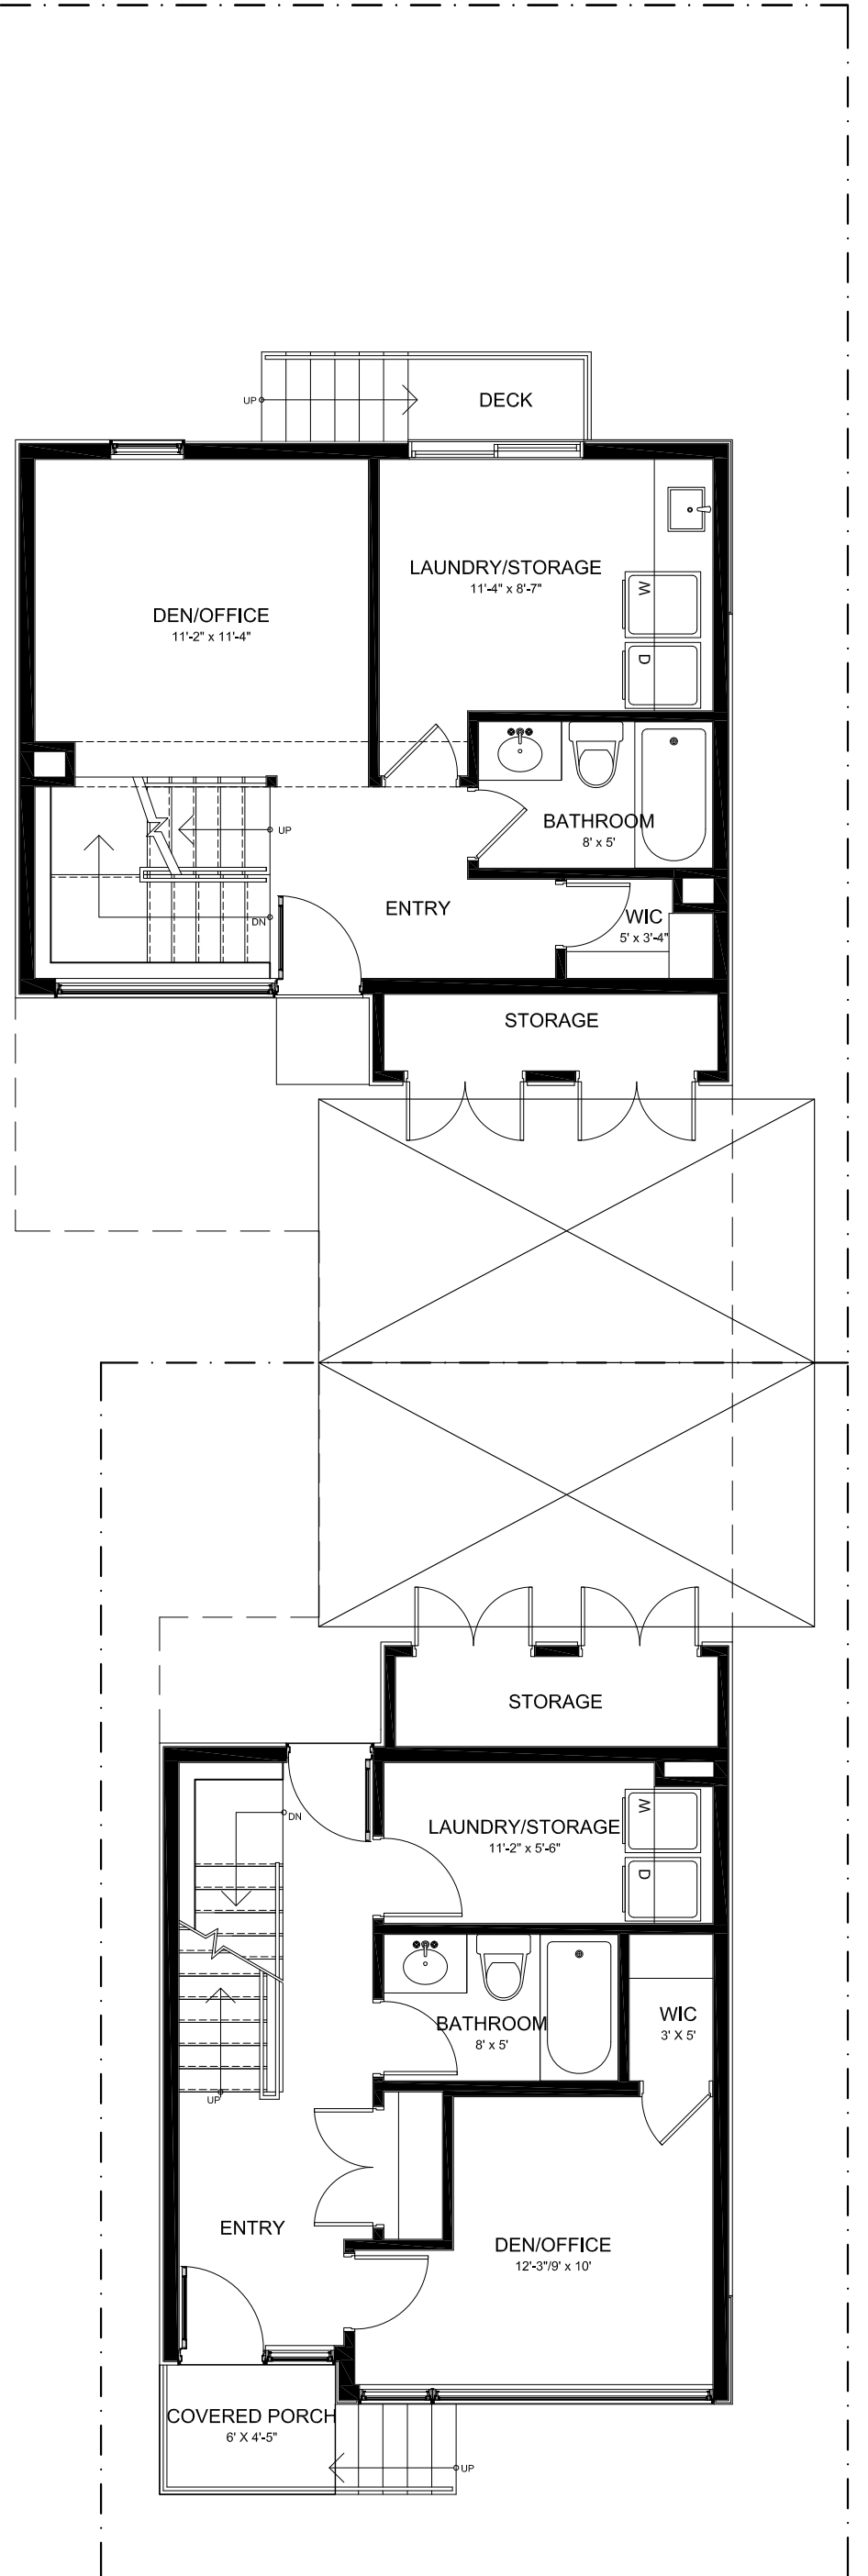 UP
DECK
LAUNDRY/STORAGE
11'-4" x 8'-7"
W
D
DEN/OFFICE
11'-2" x 11'-4"
BATHROOM
8' x 5'
UP
ENTRY
DN
WIC
5' x 3'-4"
STORAGE
STORAGE
DN
LAUNDRY/STORAGE
11'-2" x 5'-6"
W
D
BATHROOM
8' x 5'
WIC
3' X 5'
UP
ENTRY
DEN/OFFICE
12'-3"/9' x 10'
COVERED PORCH
6' X 4'-5"
UP